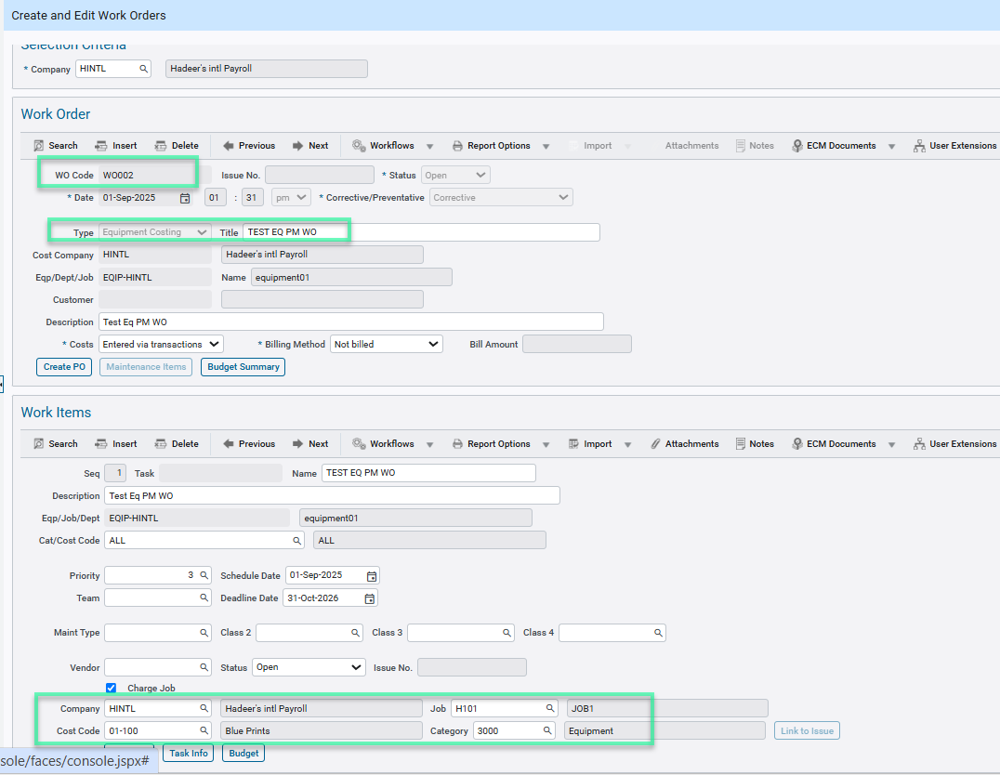 Create and Edit Work Orders
Selection Criteria
* Company HINTL Hadeer's intl Payroll
Work Order
Search Insert Delete Previous Next Workflows Report Options Import Attachments Notes ECM Documents User Extensions
WO Code WO002 Issue No. * Status Open
* Date 01-Sep-2025 01 : 31 pm * Corrective/Preventative Corrective
Type Equipment Costing Title TEST EQ PM WO
Cost Company HINTL Hadeer's intl Payroll
Eqp/Dept/Job EQIP-HINTL Name equipment01
Customer
Description Test Eq PM WO
* Costs Entered via transactions * Billing Method Not billed Bill Amount
Create PO Maintenance Items Budget Summary
Work Items
Search Insert Delete Previous Next Workflows Report Options Import Attachments Notes ECM Documents User Extensions
Seq 1 Task Name TEST EQ PM WO
Description Test Eq PM WO
Eqp/Job/Dept EQIP-HINTL equipment01
Cat/Cost Code ALL ALL
Priority 3 Schedule Date 01-Sep-2025
Team Deadline Date 31-Oct-2026
Maint Type Class 2 Class 3 Class 4
Vendor Status Open Issue No.
Charge Job
Company HINTL Hadeer's intl Payroll Job H101 JOB1
Cost Code 01-100 Blue Prints Category 3000 Equipment Link to Issue
Task Info Budget
sole/faces/console.jspx#